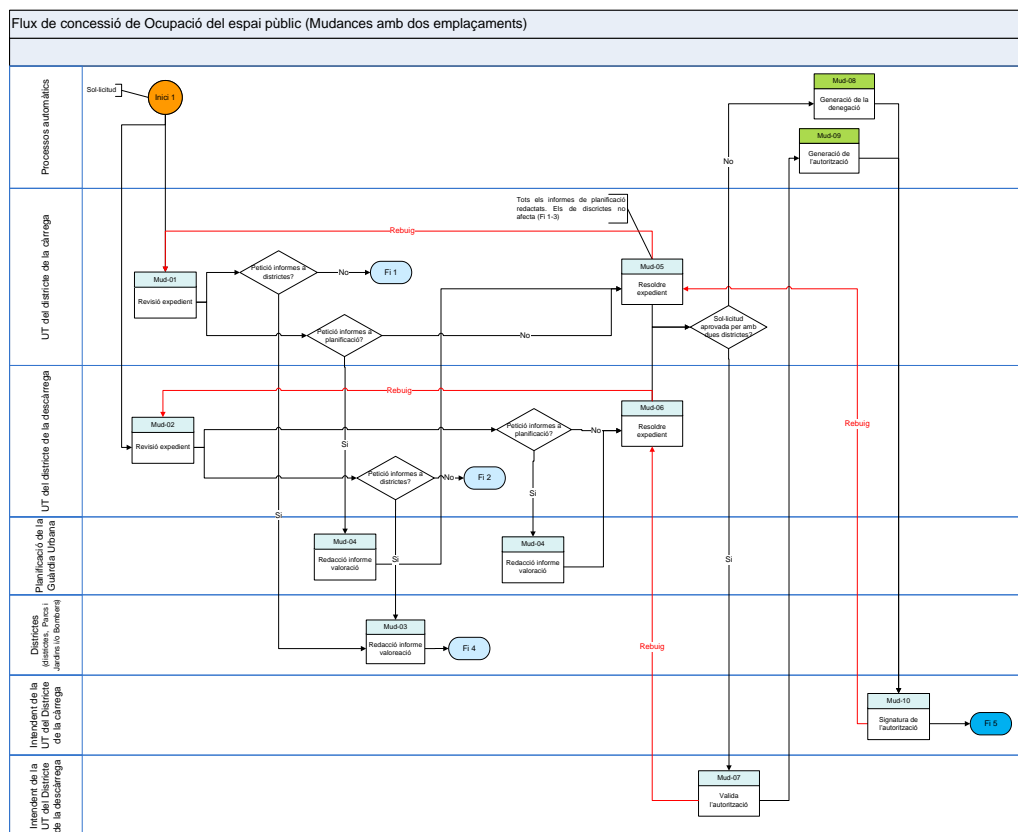 Flux de concessió de Ocupació del espai pùblic (Mudances amb dos emplaçaments)
Processos automàtics
Sol·licitud
Inici 1
Mud-08
Generació de la
denegació
Mud-09
Generació de
l'autorització
No
UT del districte de la càrrega
Tots els informes de planificació
redactats. Els de discrictes no
afecta (Fi 1-3)
Rebuig
Mud-01
Revisió expedient
Petició informes a
districtes?
No
Fi 1
Petició informes a
planificació?
No
Mud-05
Resoldre
expedient
Sol·licitud
aprovada per amb
dues districtes?
UT del districte de la descàrrega
Rebuig
Mud-02
Revisió expedient
Si
Petició informes a
planificació?
No
Mud-06
Resoldre
expedient
Rebuig
Petició informes a
districtes?
No
Fi 2
Si
Planificació de la
Guàrdia Urbana
Si
Mud-04
Redacció informe
valoració
Si
Mud-04
Redacció informe
valoració
Si
Districtes
(districtes, Parcs i
Jardins i/o Bombers)
Mud-03
Redacció informe
valoreació
Fi 4
Rebuig
Intendent de la
UT del Districte
de la càrrega
Mud-10
Signatura de
l'autorització
Fi 5
Intendent de la
UT del Districte
de la descàrrega
Mud-07
Valida
l'autorització